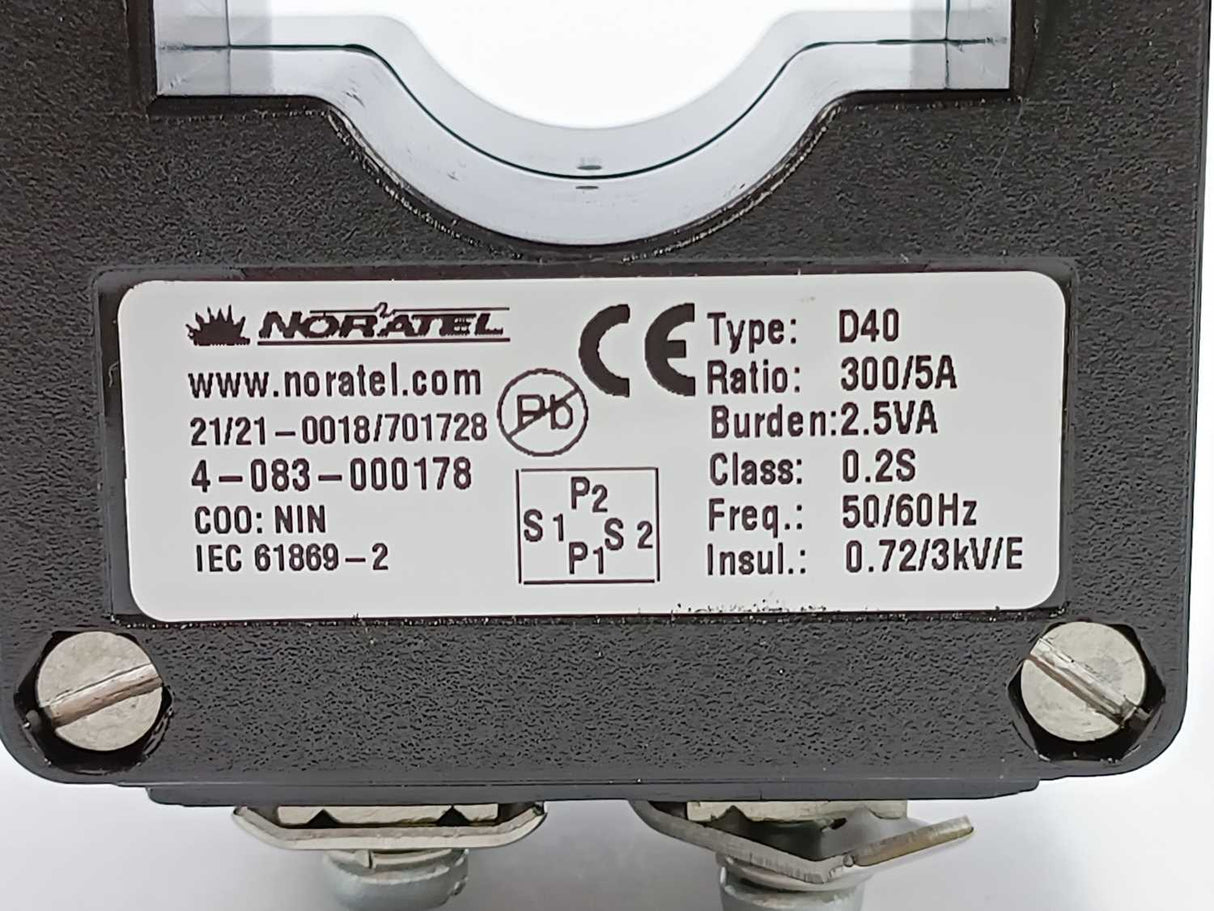 NORATEL
www.noratel.com
21/21-0018/701728
4-083-000178
COO: NIN
IEC 61869-2
Pb
CE
P2
S1 S2
P1
Type: D40
Ratio: 300/5A
Burden:2.5VA
Class: 0.2S
Freq.: 50/60Hz
Insul.: 0.72/3kV/E